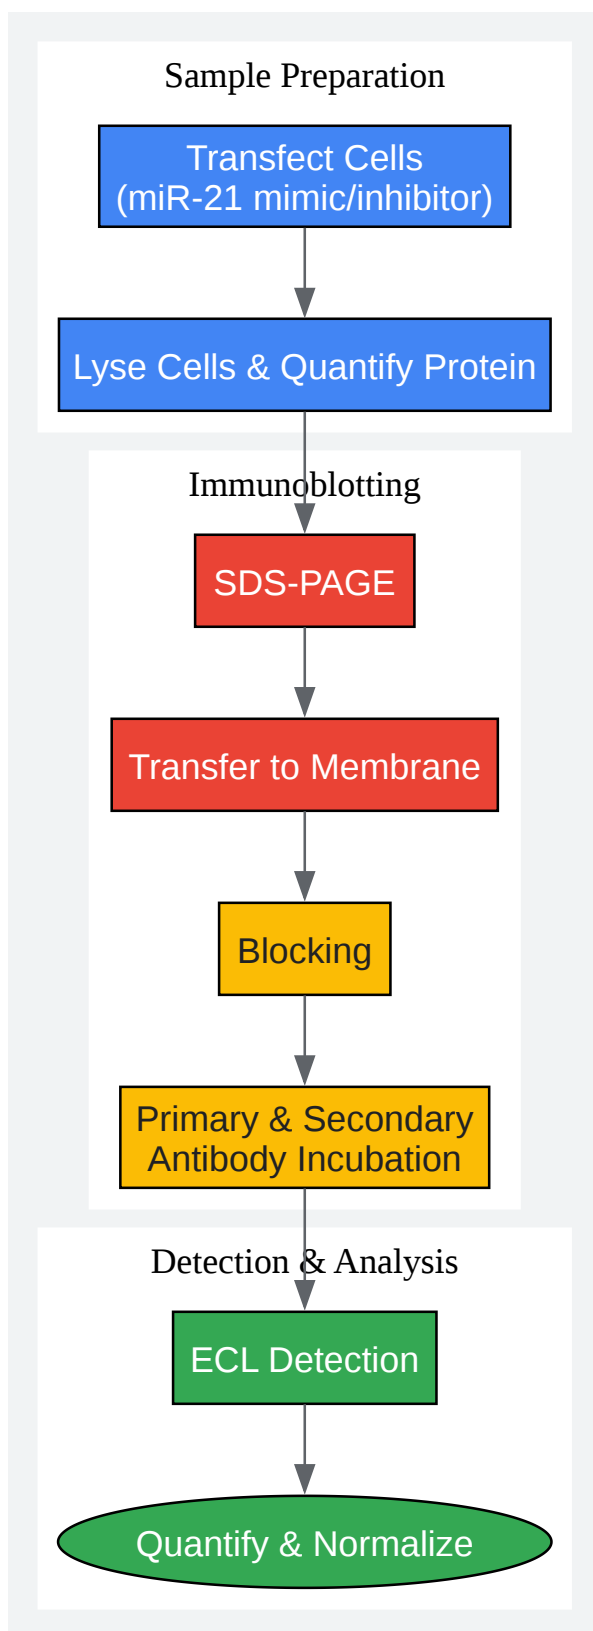 Sample Preparation
Transfect Cells
(miR-21 mimic/inhibitor)
Lyse Cells & Quantify Protein
Immunoblotting
SDS-PAGE
Transfer to Membrane
Blocking
Primary & Secondary
Antibody Incubation
Detection & Analysis
ECL Detection
Quantify & Normalize